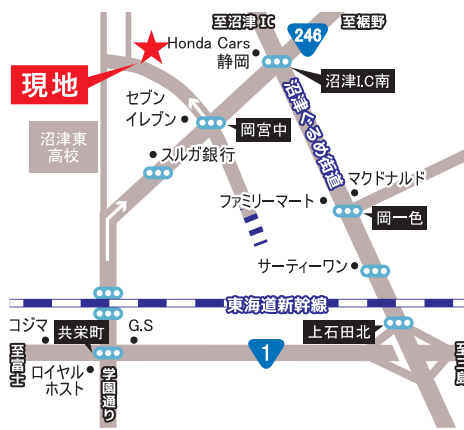 至沼津 IC
至裾野
246
Honda Cars
静岡
現地
沼津I.C南
セブン
イレブン
沼津ぐるめ街道
沼津東
高校
岡宮中
スルガ銀行
マクドナルド
ファミリーマート
岡一色
サーティーワン
東海道新幹線
コジマ
共栄町
G.S
上石田北
至富士
1
至三島
ロイヤル
ホスト
学園通り